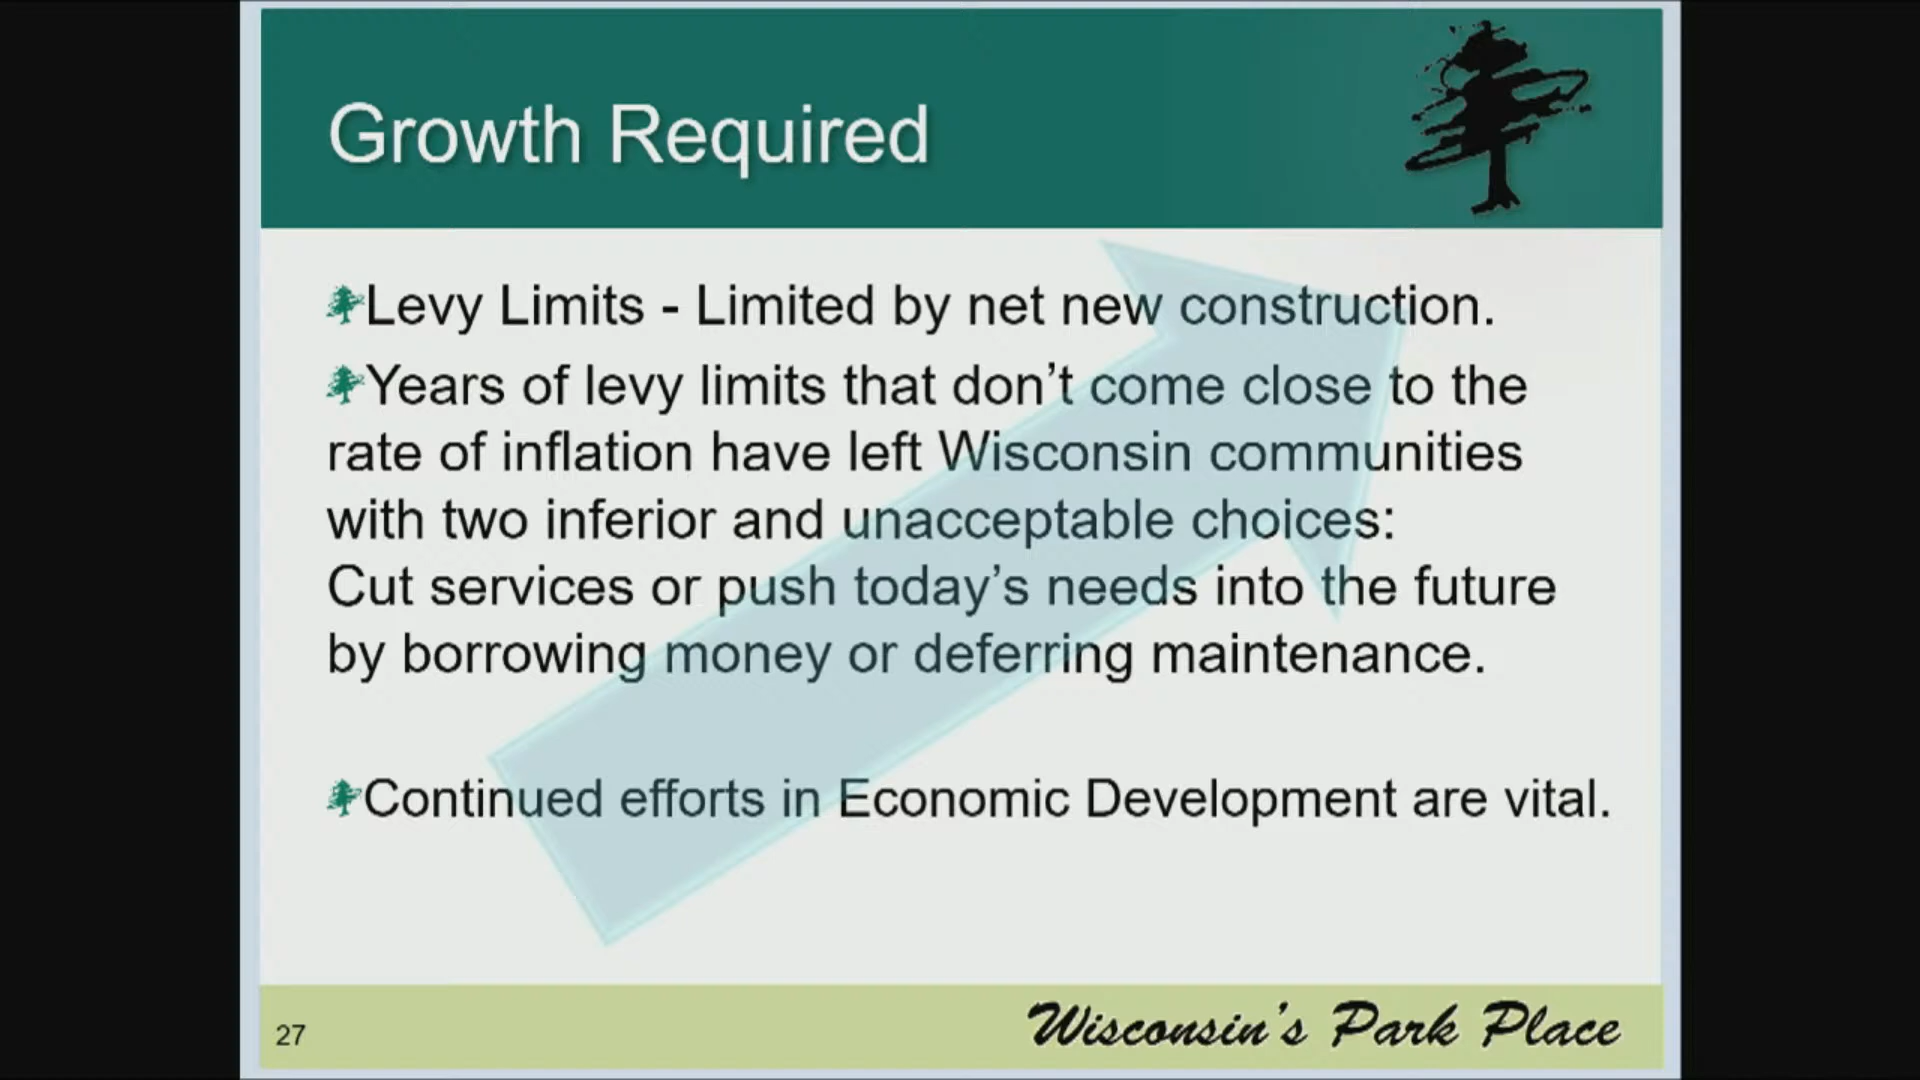 Growth Required
Levy Limits - Limited by net new construction.
Years of levy limits that don't come close to the
rate of inflation have left Wisconsin communities
with two inferior and unacceptable choices:
Cut services or push today's needs into the future
by borrowing money or deferring maintenance.
Continued efforts in Economic Development are vital.
27
Wisconsin's Park Place